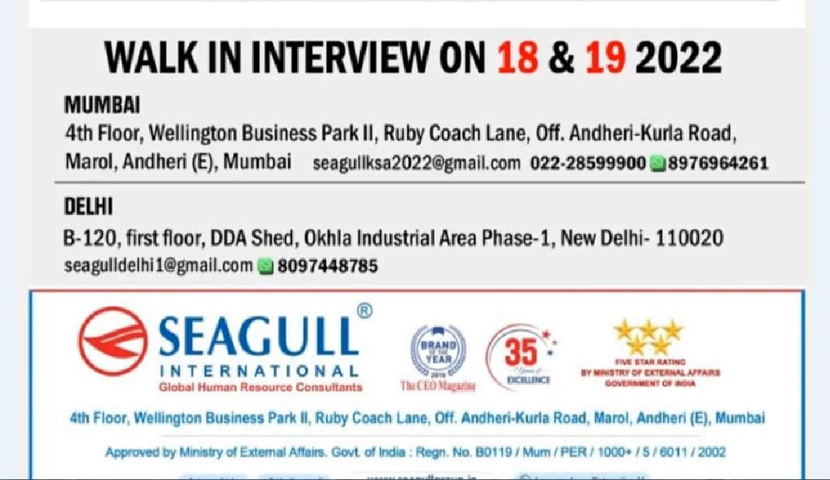 WALK IN INTERVIEW ON 18 & 19 2022
MUMBAI
4th Floor, Wellington Business Park II, Ruby Coach Lane, Off. Andheri-Kurla Road,
Marol, Andheri (E), Mumbai seagullksa2022@gmail.com 022-28599900 8976964261
DELHI
B-120, first floor, DDA Shed, Okhla Industrial Area Phase-1, New Delhi- 110020
seagulldelhi1@gmail.com 8097448785
SEAGULL ®
INTERNATIONAL
Global Human Resource Consultants
BRAND
OF THE
YEAR
The CEO Magazine
35
Years of
EXCELLENCE
FIVE STAR RATING
BY MINISTRY OF EXTERNAL AFFAIRS
GOVERNMENT OF INDIA
4th Floor, Wellington Business Park II, Ruby Coach Lane, Off. Andheri-Kurla Road, Marol, Andheri (E), Mumbai
Approved by Ministry of External Affairs. Govt. of India : Regn. No. B0119 / Mum / PER / 1000+ / 5 / 6011 / 2002